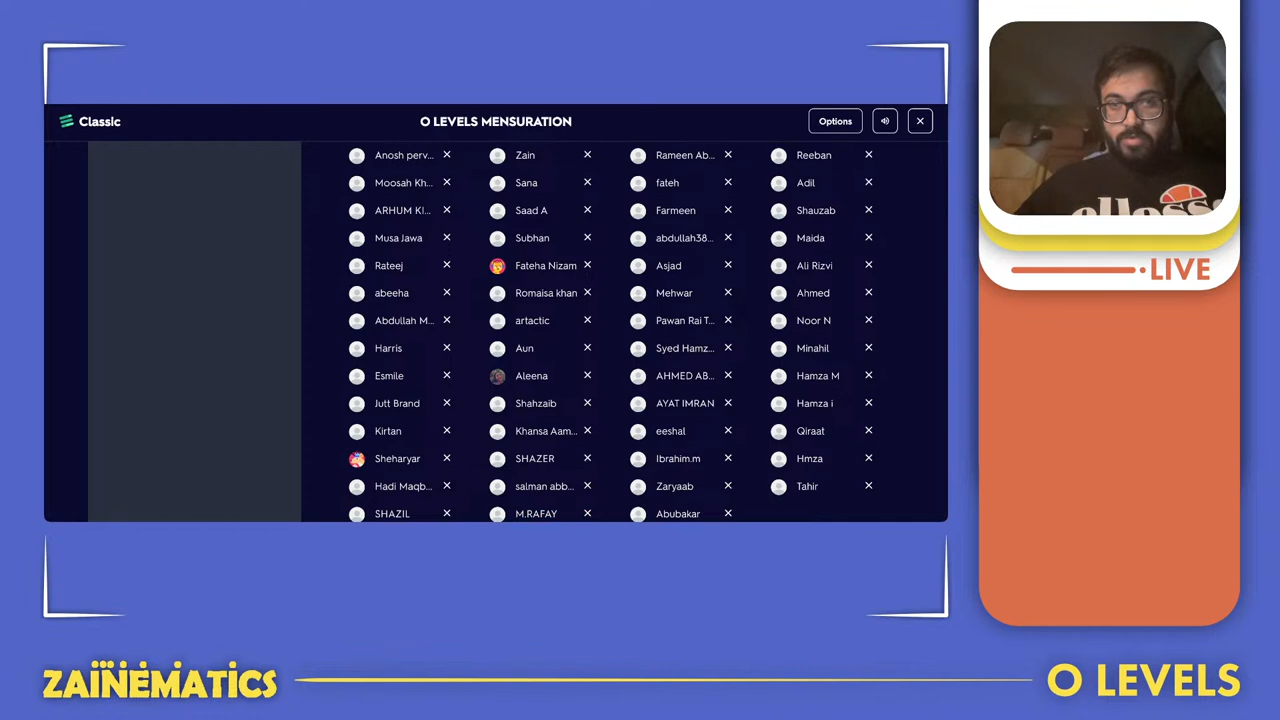 Classic
O LEVELS MENSURATION
Options
Anosh perv... Zain Rameen Ab... Reeban
Moosah Kh... Sana fateh Adil
ARHUM KI... Saad A Farmeen Shauzab
Musa Jawa Subhan abdullah38... Maida
Rateej Fateha Nizam Asjad Ali Rizvi
abeeha Romaisa khan Mehwar Ahmed
Abdullah M... artactic Pawan Rai T... Noor N
Harris Aun Syed Hamz... Minahil
Esmile Aleena AHMED AB... Hamza M
Jutt Brand Shahzaib AYAT IMRAN Hamza i
Kirtan Khansa Aam... eeshal Qiraat
Sheharyar SHAZER Ibrahim.m Hmza
Hadi Maqb... salman abb... Zaryaab Tahir
SHAZIL M.RAFAY Abubakar
ellesse
LIVE
ZAINEMATICS
O LEVELS